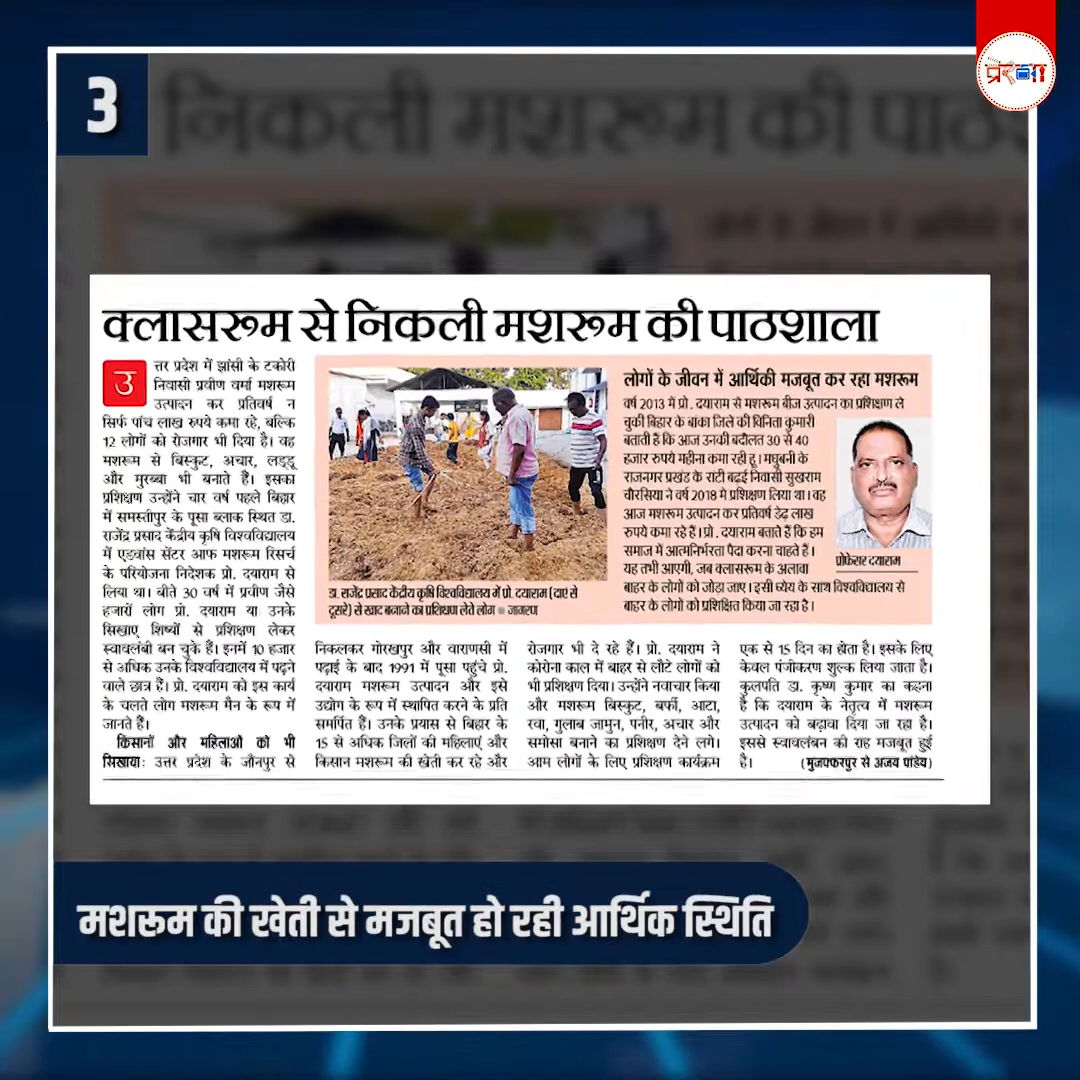 प्रेरणा
3
क्लासरूम से निकली मशरूम की पाठशाला
उत्तर प्रदेश में झांसी के टकोरी
निवासी प्रवीण वर्मा मशरूम
उत्पादन कर प्रतिवर्ष न
सिर्फ पांच लाख रुपये कमा रहे, बल्कि
12 लोगों को रोजगार भी दिया है। वह
मशरूम से बिस्कुट, अचार, लड्डू
और मुरब्बा भी बनाते हैं। इसका
प्रशिक्षण उन्होंने चार वर्ष पहले बिहार
में समस्तीपुर के पूसा ब्लाक स्थित डा.
राजेंद्र प्रसाद केंद्रीय कृषि विश्वविद्यालय
में एडवांस सेंटर आफ मशरूम रिसर्च
के परियोजना निदेशक प्रो. दयाराम से
लिया था। बीते 30 वर्ष में प्रवीण जैसे
हजारों लोग प्रो. दयाराम या उनके
सिखाए शिष्यों से प्रशिक्षण लेकर
स्वावलंबी बन चुके हैं। इनमें 10 हजार
से अधिक उनके विश्वविद्यालय में पढ़ने
वाले छात्र हैं। प्रो. दयाराम को इस कार्य
के चलते लोग मशरूम मैन के रूप में
जानते हैं।
किसानों और महिलाओं को भी
सिखाया: उत्तर प्रदेश के जौनपुर से
डा. राजेंद्र प्रसाद केंद्रीय कृषि विश्वविद्यालय में प्रो. दयाराम (दाएं से
दूसरे) से खाद बनाने का प्रशिक्षण लेते लोग ● जागरण
लोगों के जीवन में आर्थिकी मजबूत कर रहा मशरूम
वर्ष 2013 में प्रो. दयाराम से मशरूम बीज उत्पादन का प्रशिक्षण ले
चुकी बिहार के बांका जिले की विनिता कुमारी
बताती हैं कि आज उनकी बदौलत 30 से 40
हजार रुपये महीना कमा रही हूं। मधुबनी के
राजनगर प्रखंड के रांटी बढ़ई निवासी सुखराम
चौरसिया ने वर्ष 2018 में प्रशिक्षण लिया था। वह
आज मशरूम उत्पादन कर प्रतिवर्ष डेढ़ लाख
रुपये कमा रहे हैं। प्रो. दयाराम बताते हैं कि हम
समाज में आत्मनिर्भरता पैदा करना चाहते हैं।
यह तभी आएगी, जब क्लासरूम के अलावा
बाहर के लोगों को जोड़ा जाए। इसी ध्येय के साथ विश्वविद्यालय से
बाहर के लोगों को प्रशिक्षित किया जा रहा है।
प्रोफेसर दयाराम
निकलकर गोरखपुर और वाराणसी में
पढ़ाई के बाद 1991 में पूसा पहुंचे प्रो.
दयाराम मशरूम उत्पादन और इसे
उद्योग के रूप में स्थापित करने के प्रति
समर्पित हैं। उनके प्रयास से बिहार के
15 से अधिक जिलों की महिलाएं और
किसान मशरूम की खेती कर रहे और
रोजगार भी दे रहे हैं। प्रो. दयाराम ने
कोरोना काल में बाहर से लौटे लोगों को
भी प्रशिक्षण दिया। उन्होंने नवाचार किया
और मशरूम बिस्कुट, बर्फी, आटा,
रवा, गुलाब जामुन, पनीर, अचार और
समोसा बनाने का प्रशिक्षण देने लगे।
आम लोगों के लिए प्रशिक्षण कार्यक्रम
एक से 15 दिन का होता है। इसके लिए
केवल पंजीकरण शुल्क लिया जाता है।
कुलपति डा. कृष्ण कुमार का कहना
है कि दयाराम के नेतृत्व में मशरूम
उत्पादन को बढ़ावा दिया जा रहा है।
इससे स्वावलंबन की राह मजबूत हुई
है। (मुजफ्फरपुर से अजय पांडेय)
मशरूम की खेती से मजबूत हो रही आर्थिक स्थिति